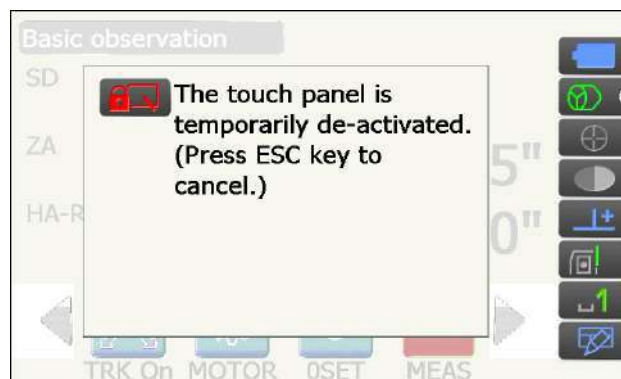 Basic observation
SD
The touch panel is
temporarily de-activated.
ZA
(Press ESC key to
5"
cancel.)
HA-R
0"
1
TRK On MOTOR 0SET MEAS